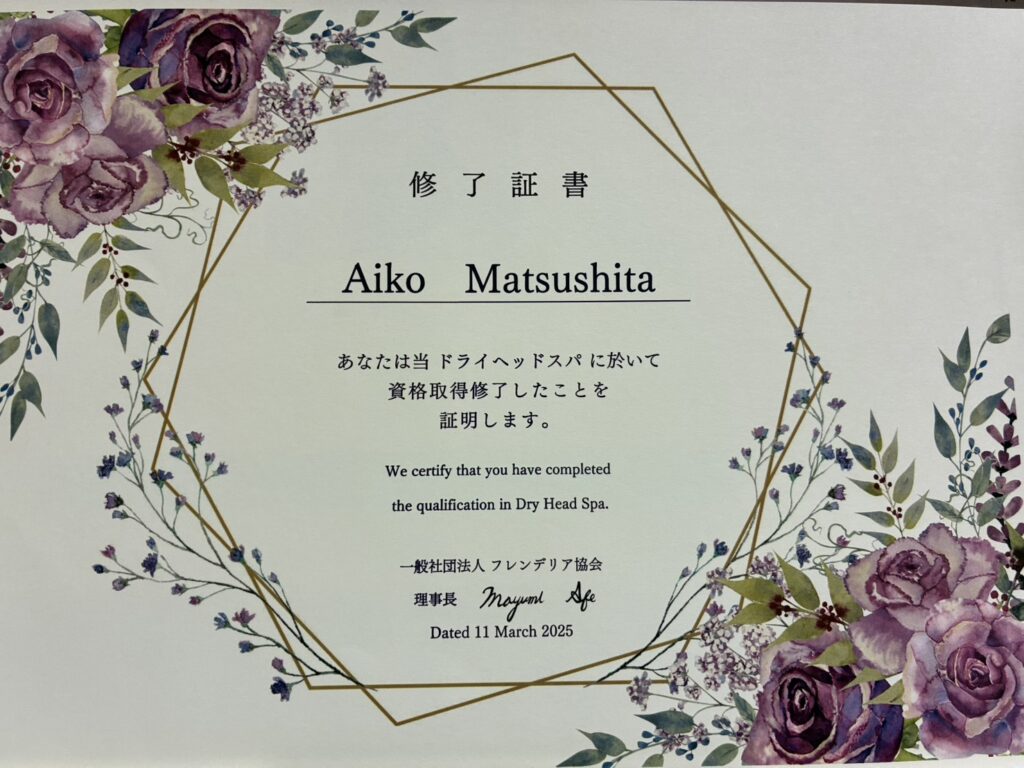 修了証書
Aiko Matsushita
あなたは当 ドライヘッドスパ に於いて
資格取得修了したことを
証明します。
We certify that you have completed
the qualification in Dry Head Spa.
一般社団法人 フレンデリア協会
理事長 Mayumi
Dated 11 March 2025